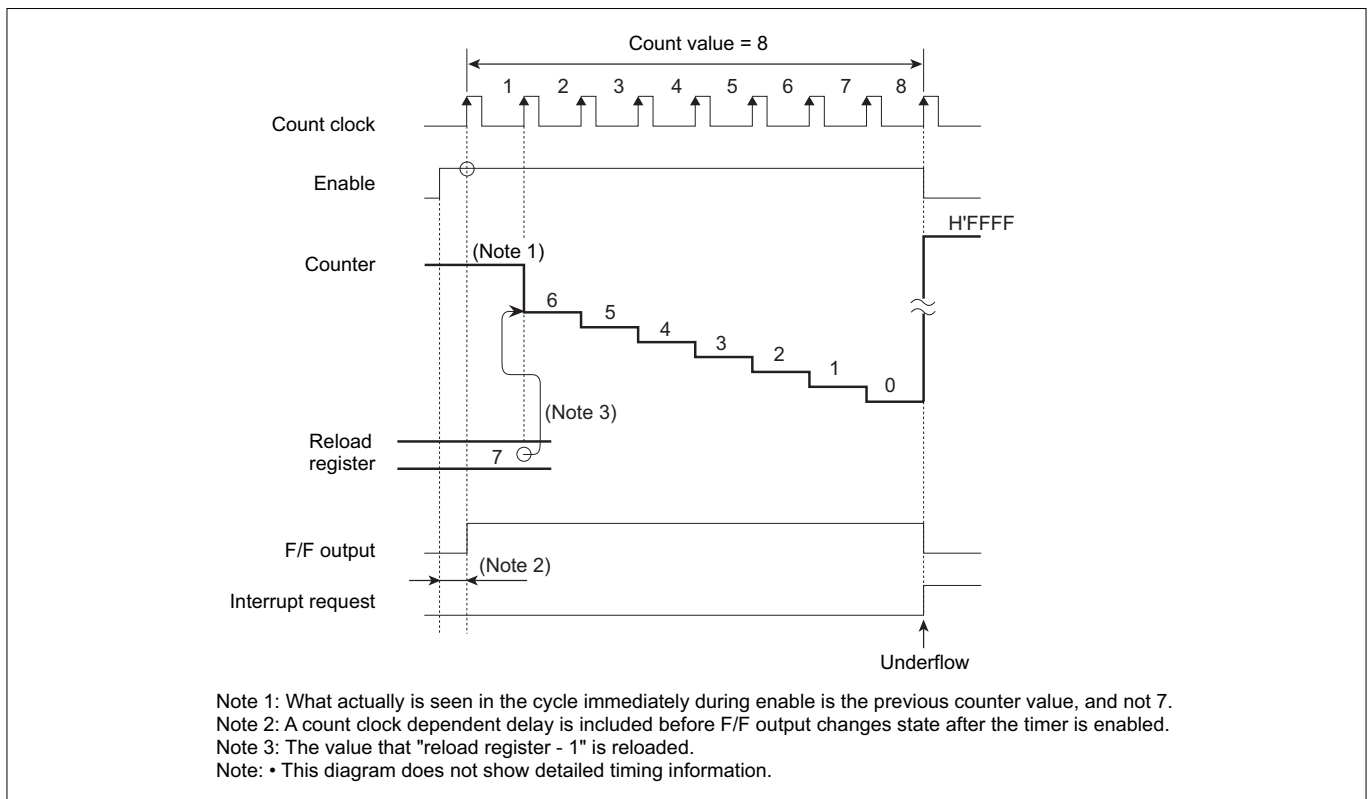 Count value = 8
1 2 3 4 5 6 7 8
Count clock
Enable
H'FFFF
(Note 1)
Counter
6
5
4
3
2
1
0
(Note 3)
Reload
register
7
F/F output
(Note 2)
Interrupt request
Underflow
Note 1: What actually is seen in the cycle immediately during enable is the previous counter value, and not 7.
Note 2: A count clock dependent delay is included before F/F output changes state after the timer is enabled.
Note 3: The value that "reload register - 1" is reloaded.
Note: • This diagram does not show detailed timing information.